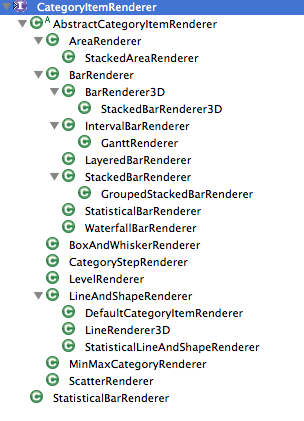 CategoryItemRenderer
AbstractCategoryItemRenderer
AreaRenderer
StackedAreaRenderer
BarRenderer
BarRenderer3D
StackedBarRenderer3D
IntervalBarRenderer
GanttRenderer
LayeredBarRenderer
StackedBarRenderer
GroupedStackedBarRenderer
StatisticalBarRenderer
WaterfallBarRenderer
BoxAndWhiskerRenderer
CategoryStepRenderer
LevelRenderer
LineAndShapeRenderer
DefaultCategoryItemRenderer
LineRenderer3D
StatisticalLineAndShapeRenderer
MinMaxCategoryRenderer
ScatterRenderer
StatisticalBarRenderer